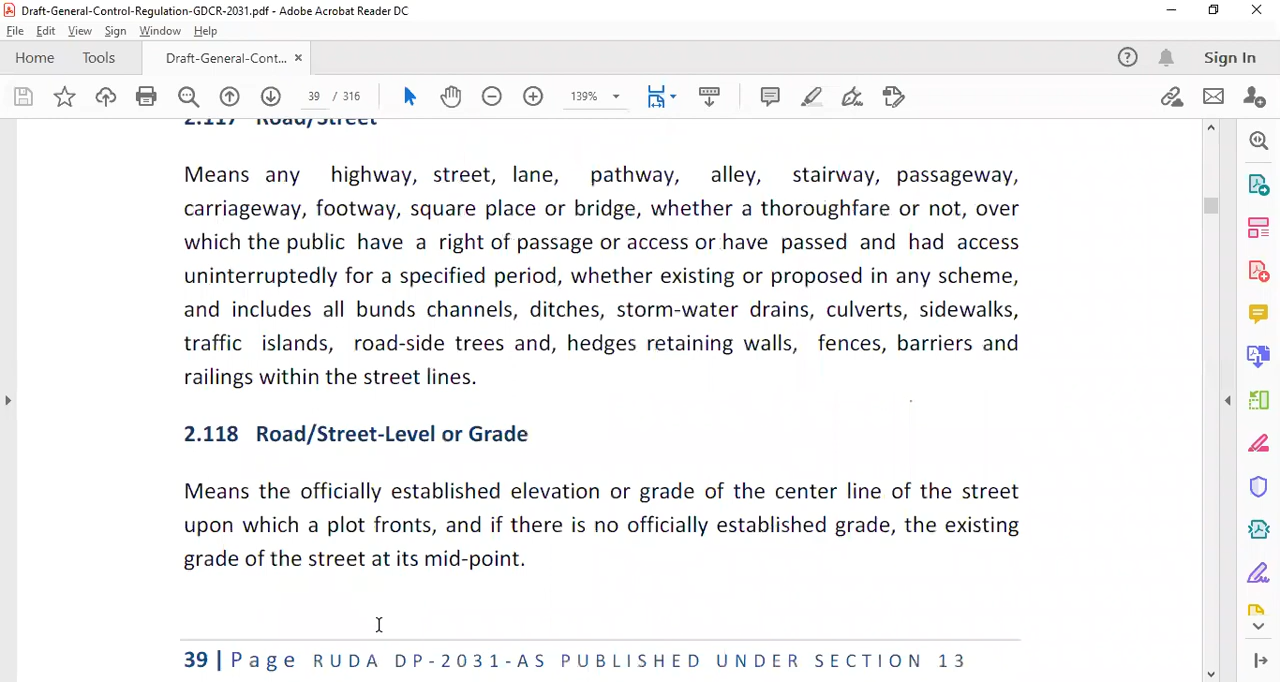 Draft-General-Control-Regulation-GDCR-2031.pdf - Adobe Acrobat Reader DC
File Edit View Sign Window Help
Home Tools Draft-General-Cont... × Sign In
39 / 316 139%
2.117 Road/Street
Means any highway, street, lane, pathway, alley, stairway, passageway,
carriageway, footway, square place or bridge, whether a thoroughfare or not, over
which the public have a right of passage or access or have passed and had access
uninterruptedly for a specified period, whether existing or proposed in any scheme,
and includes all bunds channels, ditches, storm-water drains, culverts, sidewalks,
traffic islands, road-side trees and, hedges retaining walls, fences, barriers and
railings within the street lines.
2.118 Road/Street-Level or Grade
Means the officially established elevation or grade of the center line of the street
upon which a plot fronts, and if there is no officially established grade, the existing
grade of the street at its mid-point.
39 | Page RUDA DP-2031-AS PUBLISHED UNDER SECTION 13